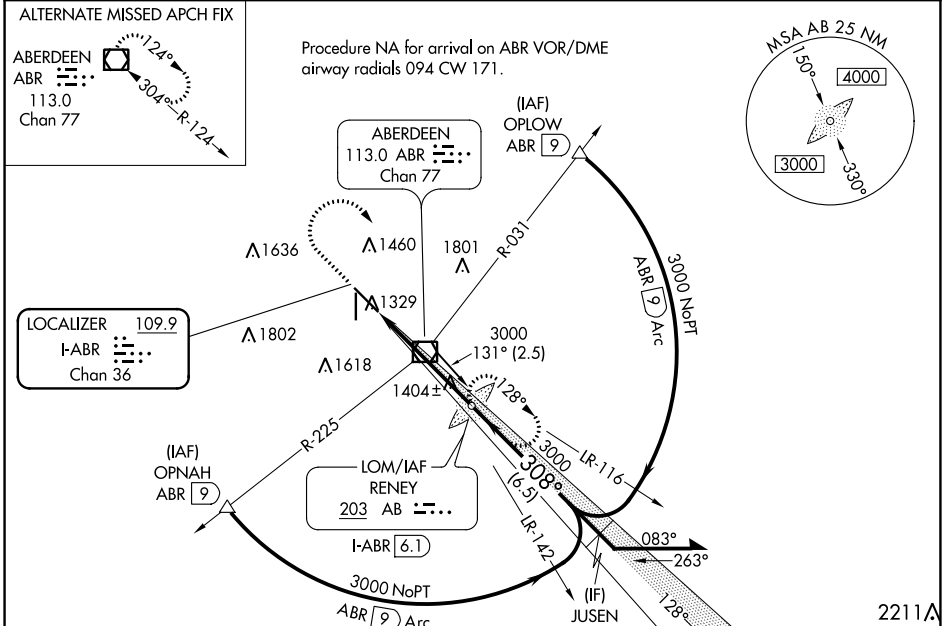 ALTERNATE MISSED APCH FIX
ABERDEEN
ABR
113.0
Chan 77
124°
304°
R-124
Procedure NA for arrival on ABR VOR/DME
airway radials 094 CW 171.
MSA AB 25 NM
150°
4000
3000
330°
(IAF)
OPLOW
ABR 9
ABERDEEN
113.0 ABR
Chan 77
R-031
3000 NoPT
ABR 9 Arc
1636
1460
1801
1329
LOCALIZER 109.9
I-ABR
Chan 36
1802
1618
3000
131° (2.5)
1404±
128°
R-225
(IAF)
OPNAH
ABR 9
LOM/IAF
RENEY
203 AB
I-ABR 6.1
308°
3000
(6.5)
LR-116
LR-142
083°
263°
(IF)
JUSEN
128°
3000 NoPT
ABR 9 Arc
2211